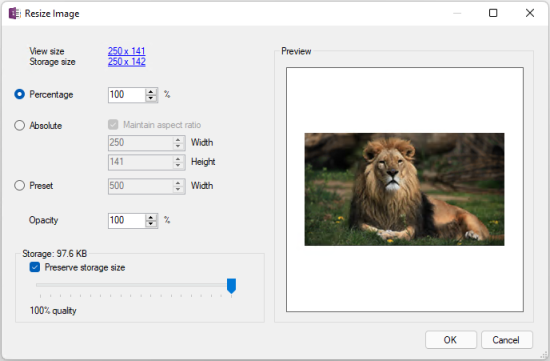 Resize Image
View size 250 x 141
Storage size 250 x 142
Percentage 100 %
Absolute Maintain aspect ratio
250 Width
141 Height
Preset 500 Width
Opacity 100 %
Storage: 97.6 KB
Preserve storage size
100% quality
Preview
OK Cancel